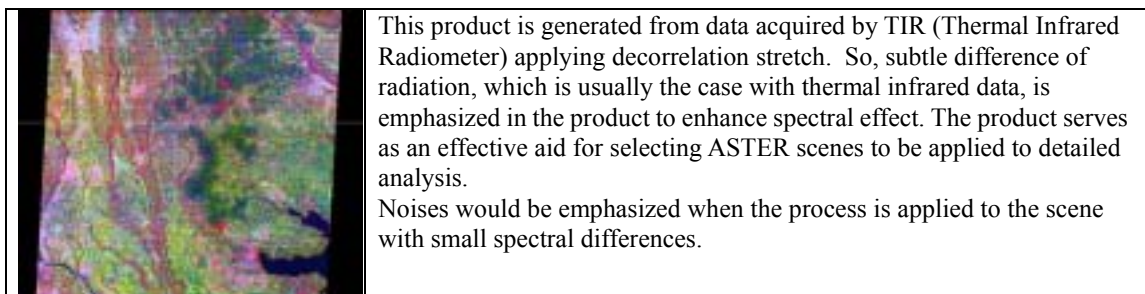 This product is generated from data acquired by TIR (Thermal Infrared
Radiometer) applying decorrelation stretch.  So, subtle difference of
radiation, which is usually the case with thermal infrared data, is
emphasized in the product to enhance spectral effect. The product serves
as an effective aid for selecting ASTER scenes to be applied to detailed
analysis.
Noises would be emphasized when the process is applied to the scene
with small spectral differences.